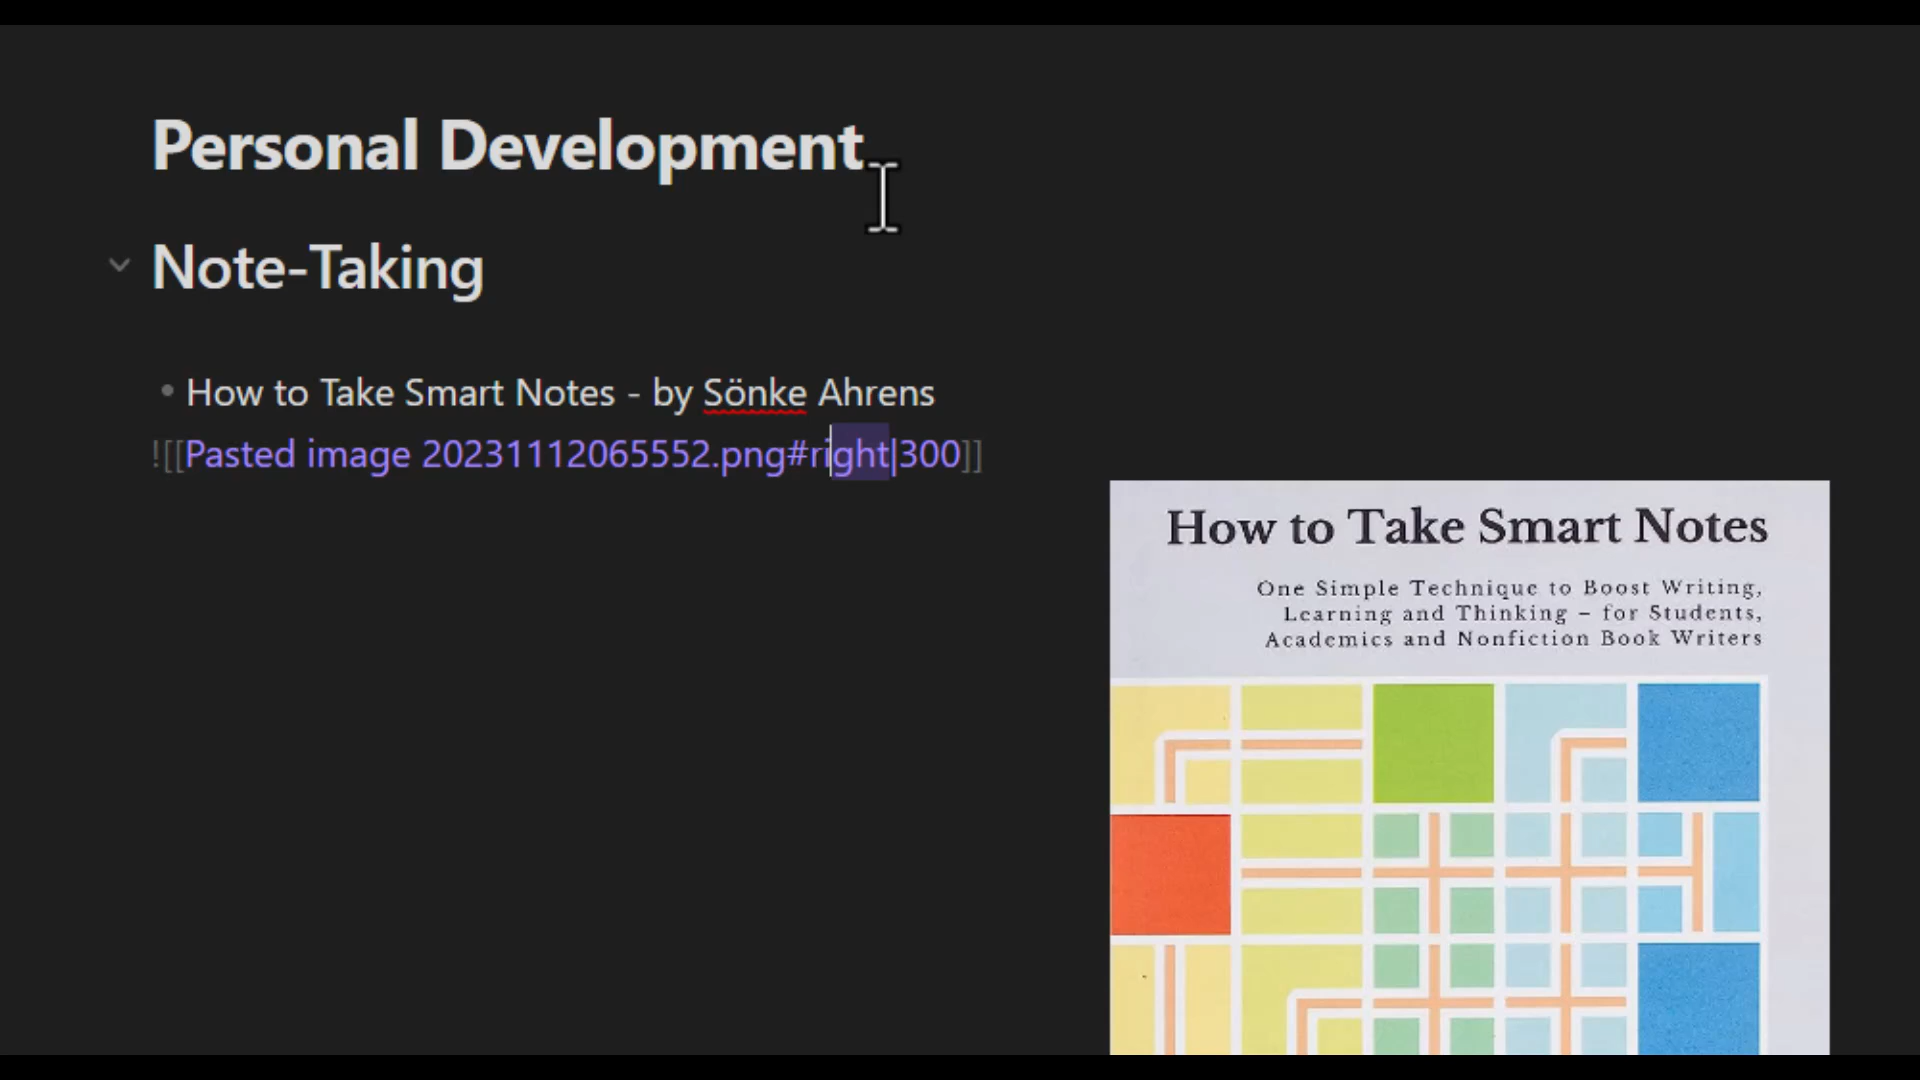 Personal Development
Note-Taking
How to Take Smart Notes - by Sönke Ahrens
![[Pasted image 20231112065552.png#right|300]]
How to Take Smart Notes
One Simple Technique to Boost Writing,
Learning and Thinking – for Students,
Academics and Nonfiction Book Writers